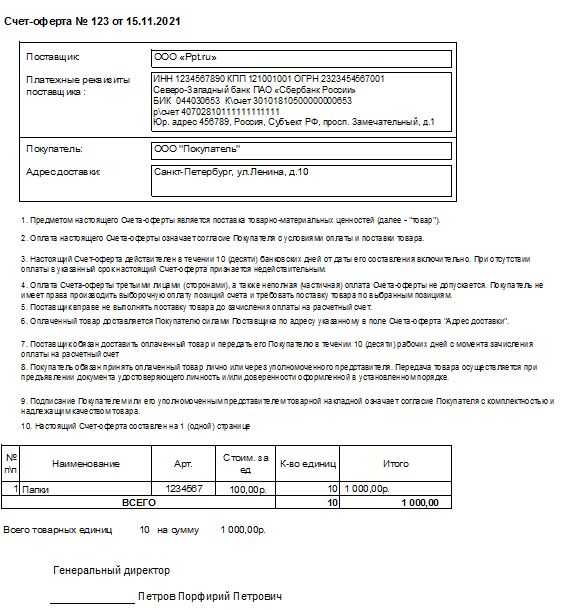 Счет-оферта № 123 от 15.11.2021
Поставщик: ООО «Ppt.ru»
Платежные реквизиты поставщика :
ИНН 1234567890 КПП 121001001 ОГРН 2323454567001
Северо-Западный банк ПАО «Сбербанк России»
БИК 044030653 К\счет 30101810500000000653
р\счет 40702810111111111111
Юр. адрес 456789, Россия, Субъект РФ, просп. Замечательный, д.1
Покупатель: ООО "Покупатель"
Адрес доставки: Санкт-Петербург, ул.Ленина, д.10
1. Предметом настоящего Счета-оферты является поставка товарно-материальных ценностей (далее - "товар").
2. Оплата настоящего Счета-оферты означает согласие Покупателя с условиями оплаты и поставки товара.
3. Настоящий Счет-оферта действителен в течении 10 (десяти) банковских дней от даты его составления включительно. При отсутствии
оплаты в указанный срок настоящий Счет-оферта признается недействительным.
4. Оплата Счета-оферты третьими лицами (сторонами), а также неполная (частичная) оплата Счета-оферты не допускается. Покупатель не
имеет права производить выборочную оплату позиций счета и требовать поставку товара по выбранным позициям.
5. Поставщик вправе не выполнять поставку товара до зачисления оплаты на расчетный счет.
6. Оплаченный товар доставляется Покупателю силами Поставщика по адресу указанному в поле Счета-оферта "Адрес доставки".
7. Поставщик обязан доставить оплаченный товар и передать его Покупателю в течении 10 (десяти) рабочих дней с момента зачисления
оплаты на расчетный счет
8. Покупатель обязан принять оплаченный товар лично или через уполномоченного представителя. Передача товара осуществляется при
предъявлении документа удостоверяющего личность и/или доверенности оформленной в установленном порядке.
9. Подписание Покупателем или его уполномоченным представителем товарной накладной означает согласие Покупателя с комплектностью и
надлежащим качеством товара.
10. Настоящий Счет-оферта составлен на 1 (одной) странице
№ п\п Наименование Арт. Стоим. за ед К-во единиц Итого
1 Папки 1234567 100,00р. 10 1 000,00р.
ВСЕГО 10 1 000,00
Всего товарных единиц 10 на сумму 1 000,00р.
Генеральный директор
Петров Порфирий Петрович